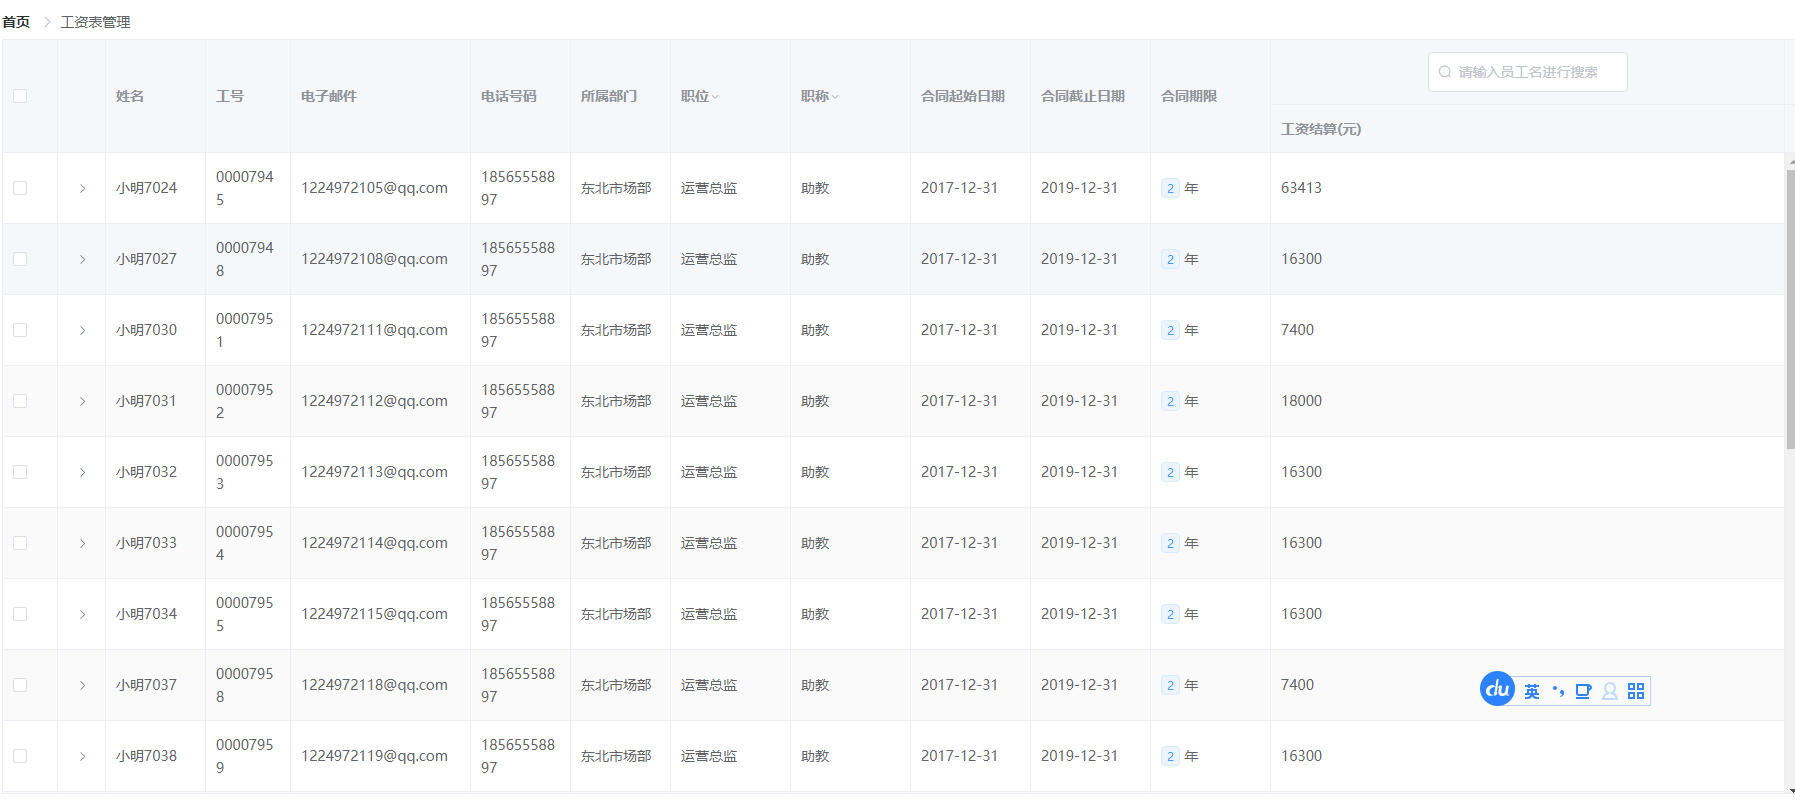 首页 工资表管理
请输入员工名进行搜索
姓名 工号 电子邮件 电话号码 所属部门 职位 职称 合同起始日期 合同截止日期 合同期限 工资结算(元)
小明7024 00007945 1224972105@qq.com 18565558897 东北市场部 运营总监 助教 2017-12-31 2019-12-31 2 年 63413
小明7027 00007948 1224972108@qq.com 18565558897 东北市场部 运营总监 助教 2017-12-31 2019-12-31 2 年 16300
小明7030 00007951 1224972111@qq.com 18565558897 东北市场部 运营总监 助教 2017-12-31 2019-12-31 2 年 7400
小明7031 00007952 1224972112@qq.com 18565558897 东北市场部 运营总监 助教 2017-12-31 2019-12-31 2 年 18000
小明7032 00007953 1224972113@qq.com 18565558897 东北市场部 运营总监 助教 2017-12-31 2019-12-31 2 年 16300
小明7033 00007954 1224972114@qq.com 18565558897 东北市场部 运营总监 助教 2017-12-31 2019-12-31 2 年 16300
小明7034 00007955 1224972115@qq.com 18565558897 东北市场部 运营总监 助教 2017-12-31 2019-12-31 2 年 16300
小明7037 00007958 1224972118@qq.com 18565558897 东北市场部 运营总监 助教 2017-12-31 2019-12-31 2 年 7400
du 英
小明7038 00007959 1224972119@qq.com 18565558897 东北市场部 运营总监 助教 2017-12-31 2019-12-31 2 年 16300